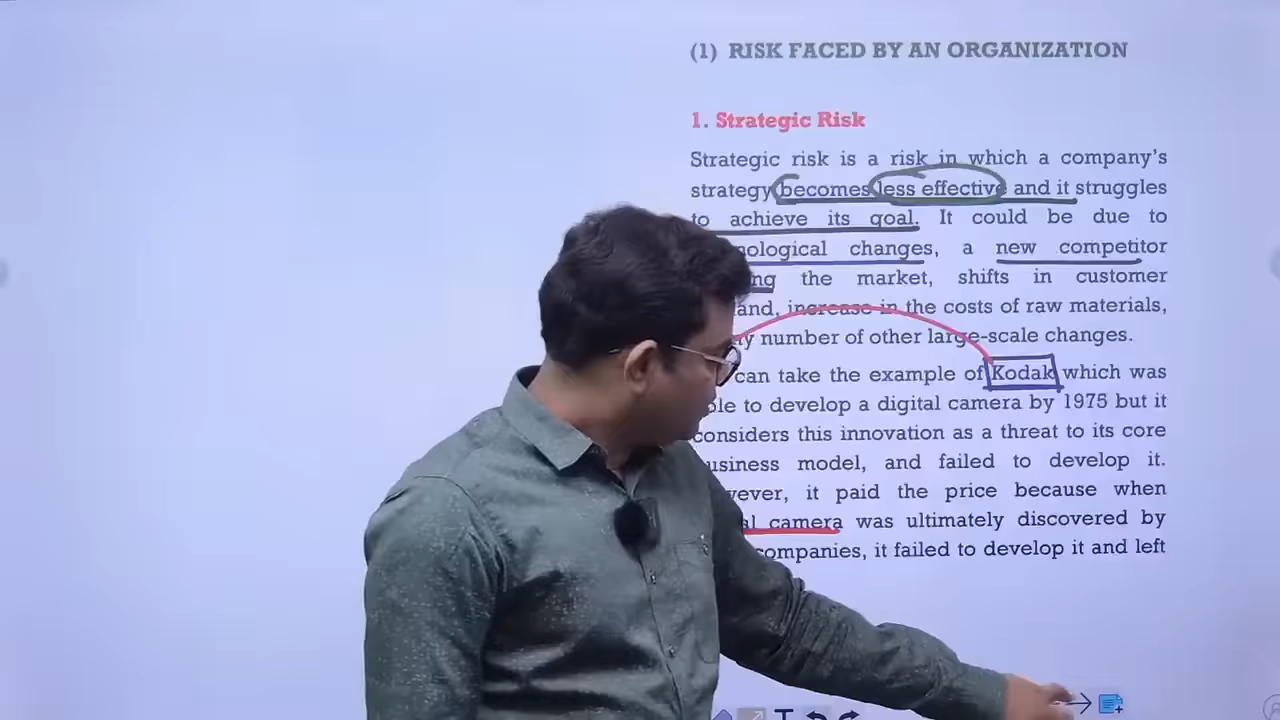 (1) RISK FACED BY AN ORGANIZATION
1. Strategic Risk
Strategic risk is a risk in which a company's
strategy becomes less effective and it struggles
to achieve its goal. It could be due to
changes, a new competitor
the market, shifts in customer
increase in the costs of raw materials,
number of other large-scale changes.
can take the example of Kodak which was
to develop a digital camera by 1975 but it
considers this innovation as a threat to its core
business model, and failed to develop it.
it paid the price because when
camera was ultimately discovered by
companies, it failed to develop it and left